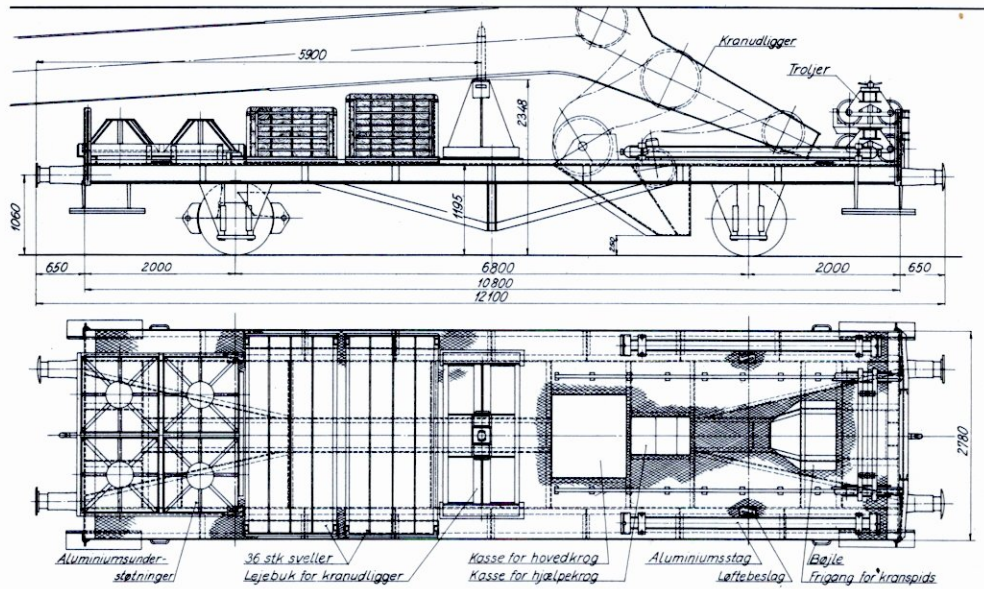 5900
Kranudligger
Troljer
2348
1195
1060
250
650
2000
6800
2000
650
10800
12100
2780
Aluminiumsunder-
støtninger
36 stk sveller
Lejebuk for kranudligger
Kasse for hovedkrog
Kasse for hjælpekrog
Aluminiumsstag
Løftebeslag
Bøjle
Frigang for kranspids